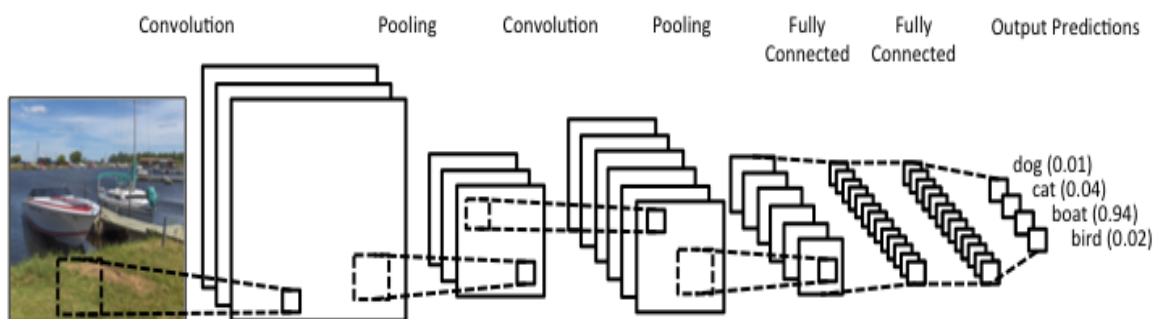 Convolution
Pooling
Convolution
Pooling
Fully
Connected
Fully
Connected
Output Predictions
dog (0.01)
cat (0.04)
boat (0.94)
bird (0.02)